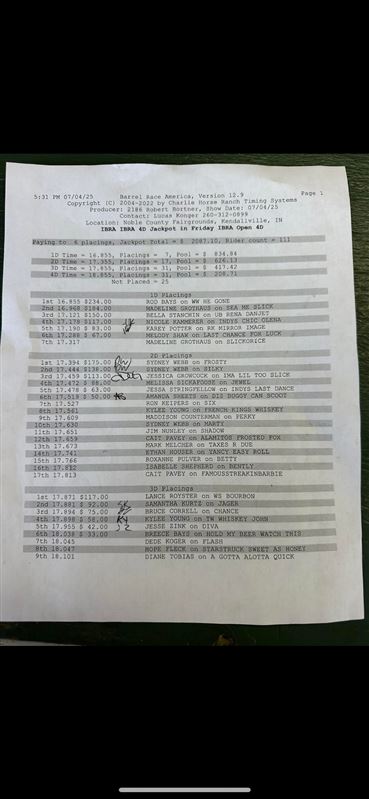 5:31 PM 07/04/25 Barrel Race America, Version 12.9 Page 1
Copyright (C) 2004-2022 by Charlie Horse Ranch Timing Systems
Producer: 2186 Robert Bortner, Show Date: 07/04/25
Contact: Lucas Konger 260-312-0899
Location: Noble County Fairgrounds, Kendallville, IN
IBRA IBRA 4D Jackpot in Friday IBRA Open 4D
Paying to 6 placings, Jackpot Total = $ 2087.10, Rider count = 111
1D Time = 16.855, Placings = 7, Pool = $ 834.84
2D Time = 17.355, Placings = 17, Pool = $ 626.13
3D Time = 17.855, Placings = 31, Pool = $ 417.42
4D Time = 18.855, Placings = 31, Pool = $ 208.71
Not Placed = 25
1D Placings
1st 16.855 $234.00 ROD BAYS on WW HE GONE
2nd 16.968 $184.00 MADELINE GROTHAUS on SKA ME SLICK
3rd 17.121 $150.00 BELLA STANCHIN on UB RENA DANJET
4th 17.178 $117.00 NICOLE KAMMERER on INDYS CHIC OLENA
5th 17.190 $ 83.00 KAREY POTTER on RK MIRROR IMAGE
6th 17.288 $ 67.00 MELODY SHAW on LAST CHANCE FOR LUCK
7th 17.317 MADELINE GROTHAUS on SLICKORICE
2D Placings
1st 17.394 $175.00 SYDNEY WEBB on FROSTY
2nd 17.444 $138.00 SYDNEY WEBB on SILKY
3rd 17.459 $113.00 JESSICA GROWCOCK on IMA LIL TOO SLICK
4th 17.472 $ 88.00 MELISSA SICKAFOOSE on JEWEL
5th 17.478 $ 63.00 JESSA STRINGFELLOW on INDYS LAST DANCE
6th 17.518 $ 50.00 AS AMANDA SHEETS on DIS BUGGY CAN SCOOT
7th 17.527 RON KEIPERS on SIX
8th 17.561 KYLEE YOUNG on FRENCH KINGS WHISKEY
9th 17.609 MADDISON COUNTERMAN on PERKY
10th 17.630 SYDNEY WEBB on MARTY
11th 17.651 JIM NUNLEY on SHADOW
12th 17.659 CAIT PAVEY on ALAMITOS FROSTED FOX
13th 17.673 MARK MELCHER on TAXES R DUE
14th 17.741 ETHAN HOUSER on YANCY EASY ROLL
15th 17.766 ROXANNE PULVER on BETTY
16th 17.812 ISABELLE SHEPHERD on BENTLY
17th 17.813 CAIT PAVEY on FAMOUSSTREAKINBARBIE
3D Placings
1st 17.871 $117.00 LANCE ROYSTER on WS BOURBON
2nd 17.881 $ 92.00 SK SAMANTHA KURTZ on JAGER
3rd 17.894 $ 75.00 BRUCE CORRELL on CHANCE
4th 17.898 $ 58.00 KY KYLEE YOUNG on TW WHISKEY JOHN
5th 17.955 $ 42.00 JZ JESSE ZINK on DIVA
6th 18.038 $ 33.00 BREECE BAYS on HOLD MY BEER WATCH THIS
7th 18.045 DEDE KOGER on FLASH
8th 18.047 HOPE FLECK on STARSTRUCK SWEET AS HONEY
9th 18.101 DIANE TOBIAS on A GOTTA ALOTTA QUICK